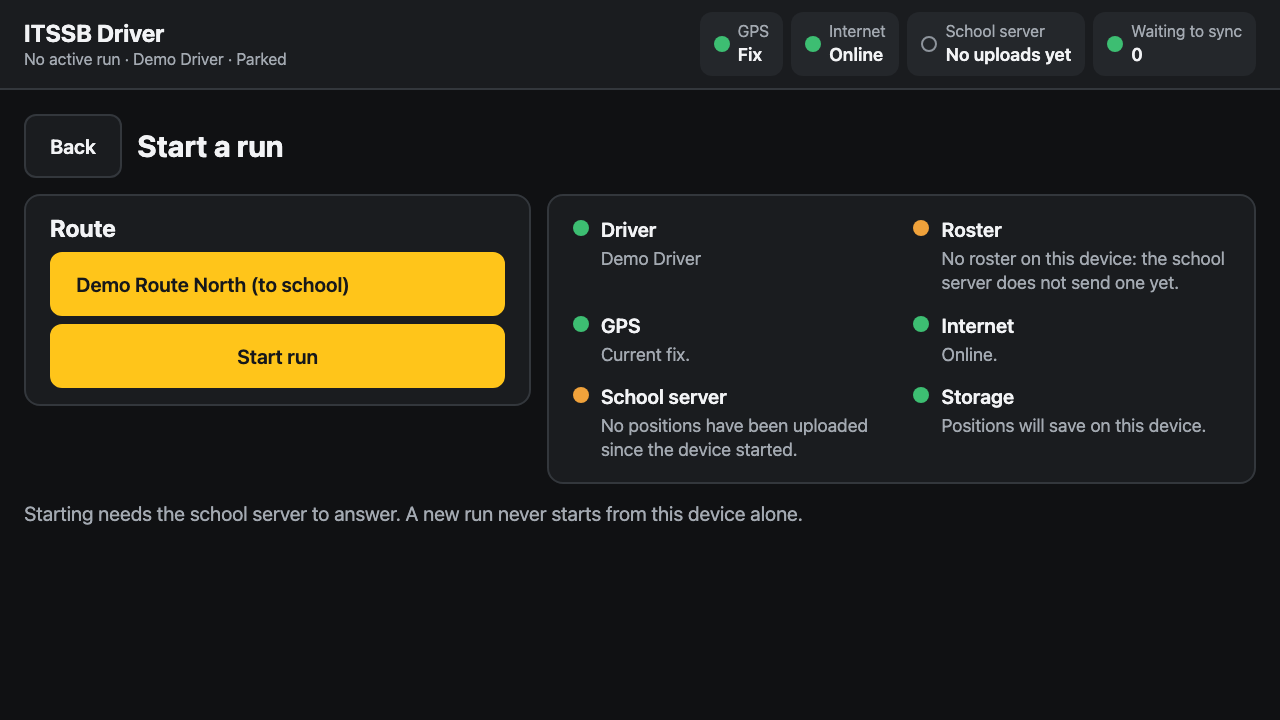 ITSSB Driver
No active run · Demo Driver · Parked
GPS
Fix
Internet
Online
School server
No uploads yet
Waiting to sync
0
Back
Start a run
Route
Demo Route North (to school)
Start run
Driver
Demo Driver
Roster
No roster on this device: the school
server does not send one yet.
GPS
Current fix.
Internet
Online.
School server
No positions have been uploaded
since the device started.
Storage
Positions will save on this device.
Starting needs the school server to answer. A new run never starts from this device alone.